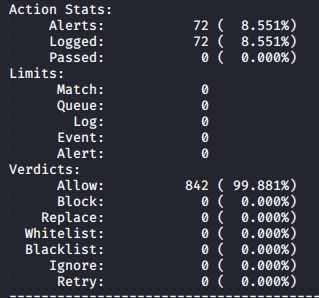 Action Stats:
Alerts: 72 ( 8.551%)
Logged: 72 ( 8.551%)
Passed: 0 ( 0.000%)
Limits:
Match: 0
Queue: 0
Log: 0
Event: 0
Alert: 0
Verdicts:
Allow: 842 ( 99.881%)
Block: 0 ( 0.000%)
Replace: 0 ( 0.000%)
Whitelist: 0 ( 0.000%)
Blacklist: 0 ( 0.000%)
Ignore: 0 ( 0.000%)
Retry: 0 ( 0.000%)